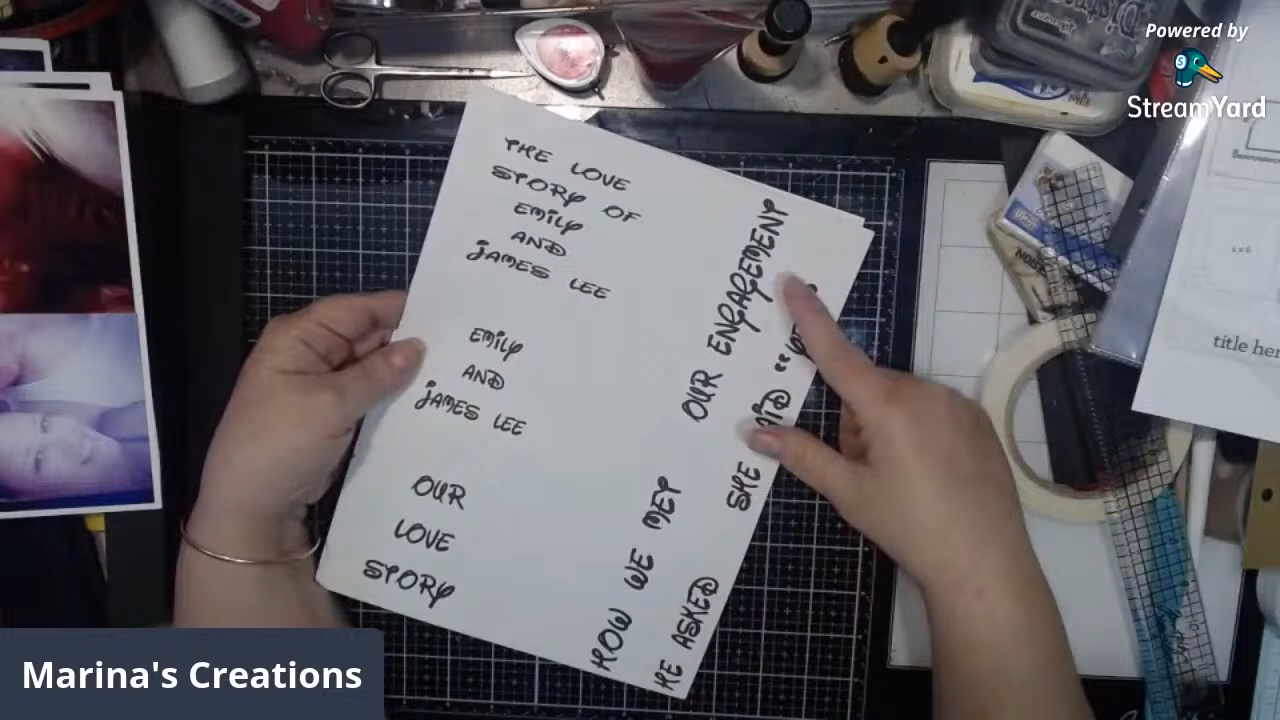 Powered by
StreamYard
THE LOVE
STORY OF
EMILY
AND
JAMES LEE
EMILY
AND
JAMES LEE
OUR
LOVE
STORY
OUR ENGAGEMENT
SHE
HOW WE MET
HE ASKED
title
Marina's Creations